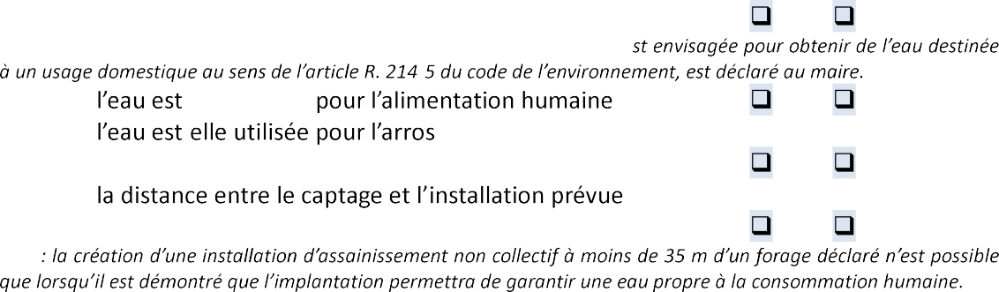 ❏ ❏
st envisagée pour obtenir de l'eau destinée
à un usage domestique au sens de l'article R. 214 5 du code de l'environnement, est déclaré au maire.
l'eau est pour l'alimentation humaine ❏ ❏
l'eau est elle utilisée pour l'arros
❏ ❏
la distance entre le captage et l'installation prévue
❏ ❏
: la création d'une installation d'assainissement non collectif à moins de 35 m d'un forage déclaré n'est possible
que lorsqu'il est démontré que l'implantation permettra de garantir une eau propre à la consommation humaine.